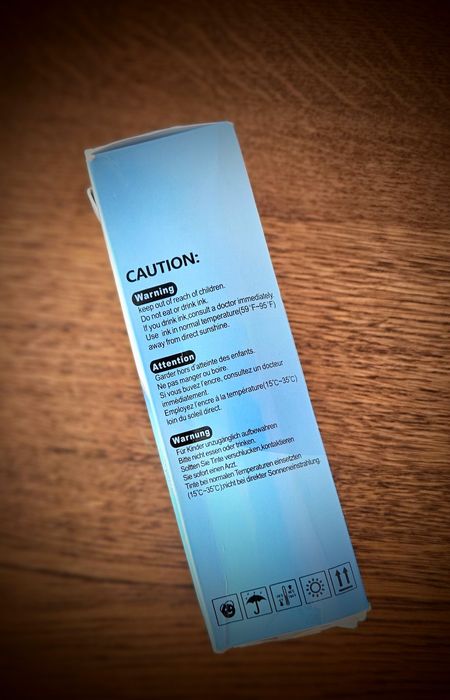 CAUTION:
Warning
keep out of reach of children.
Do not eat or drink ink.
If you drink ink,consult a doctor immediately.
Use ink in normal temperature(59°F~95°F)
away from direct sunshine.
Attention
Garder hors d'atteinte des enfants.
Ne pas manger ou boire.
Si vous buvez l'encre, consultez un docteur
immédiatement.
Employez l'encre à la température(15℃~35℃)
loin du soleil direct.
Warnung
Für Kinder unzugänglich aufbewahren
Bitte nicht essen oder trinken.
Sollten Sie Tinte verschlucken,kontaktieren
Sie sofort einen Arzt.
Tinte bei normalen Temperaturen einsetzten
(15℃~35℃),nicht bei direkter Sonneneinstrahlung.